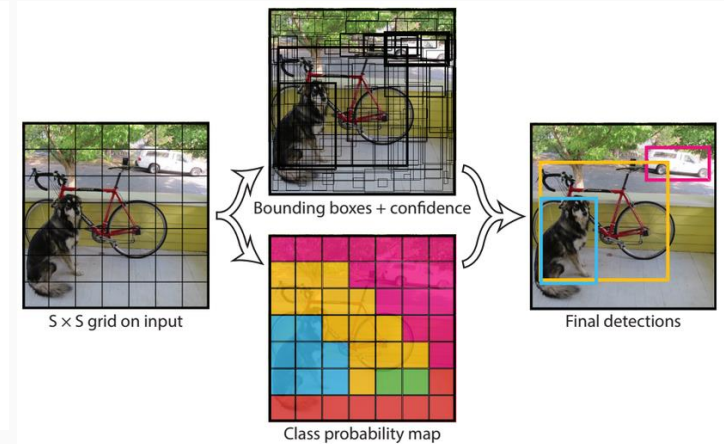 Bounding boxes + confidence
S × S grid on input
Final detections
Class probability map